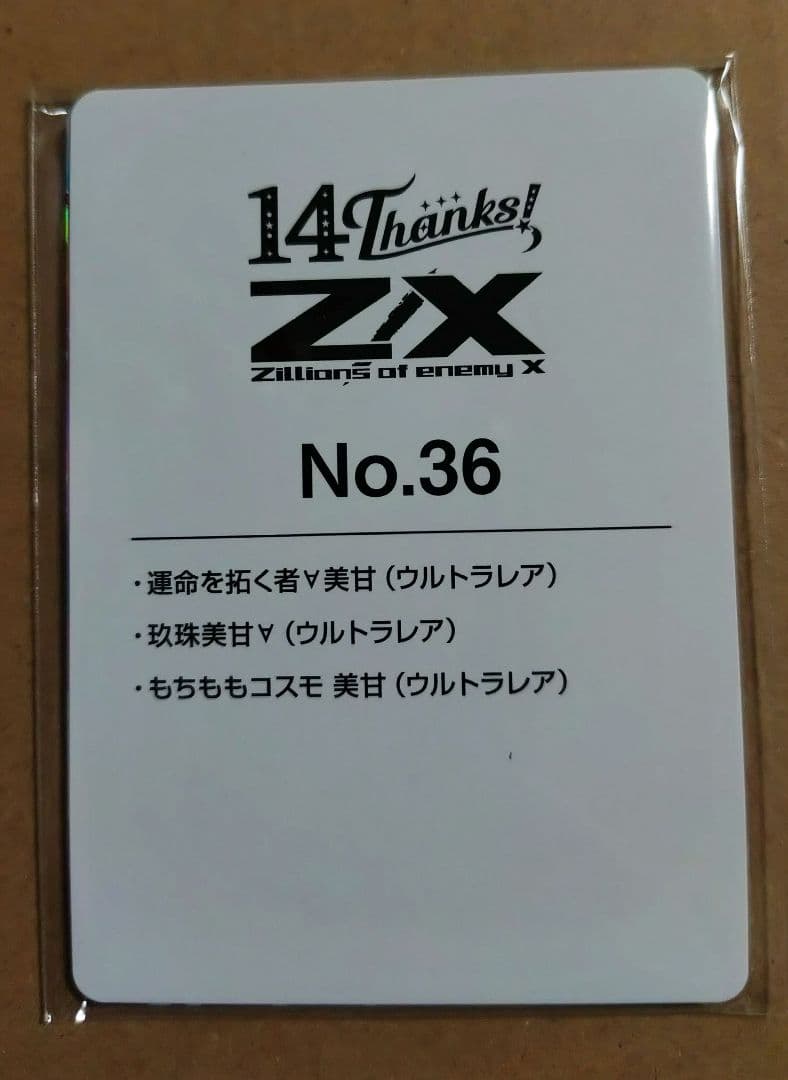 14Thanks!
Z/X
Zillions of enemy X
No.36
・運命を拓く者∀美甘（ウルトラレア）
・玖珠美甘∀（ウルトラレア）
・もちももコスモ 美甘（ウルトラレア）